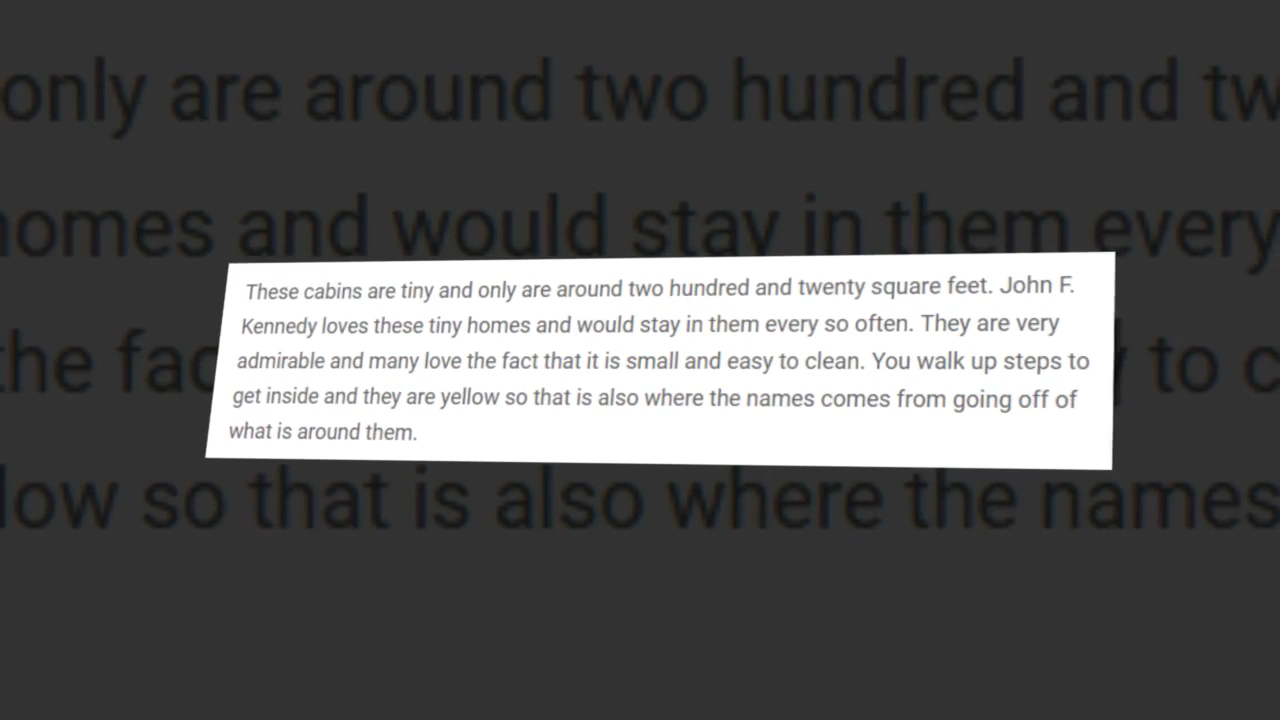 only are around two hundred and tw
homes and would stay in them every
These cabins are tiny and only are around two hundred and twenty square feet. John F.
Kennedy loves these tiny homes and would stay in them every so often. They are very
admirable and many love the fact that it is small and easy to clean. You walk up steps to
get inside and they are yellow so that is also where the names comes from going off of
what is around them.
the fac to c
low so that is also where the names